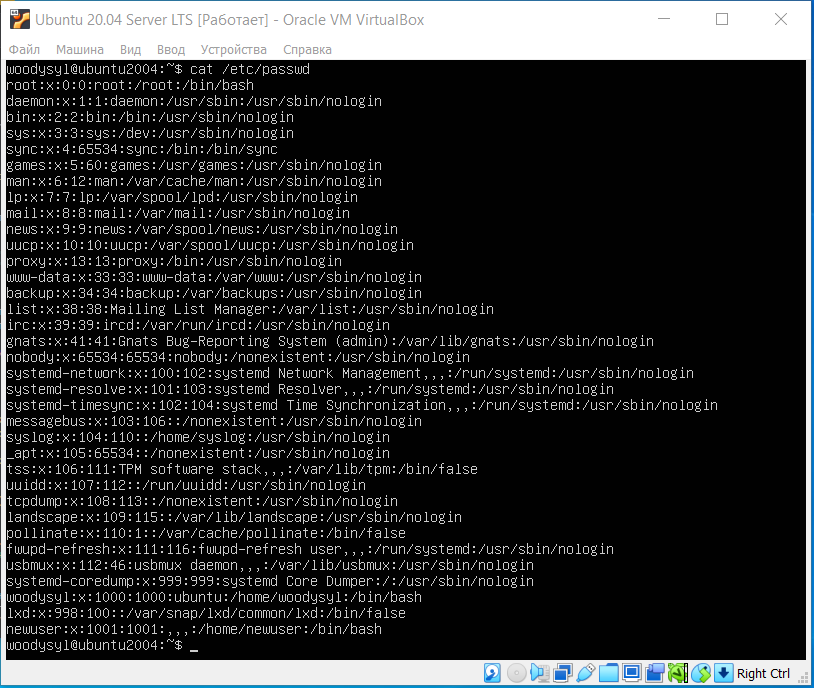 Ubuntu 20.04 Server LTS [Работает] - Oracle VM VirtualBox
Файл Машина Вид Ввод Устройства Справка
woodysyl@ubuntu2004:~$ cat /etc/passwd
root:x:0:0:root:/root:/bin/bash
daemon:x:1:1:daemon:/usr/sbin:/usr/sbin/nologin
bin:x:2:2:bin:/bin:/usr/sbin/nologin
sys:x:3:3:sys:/dev:/usr/sbin/nologin
sync:x:4:65534:sync:/bin:/bin/sync
games:x:5:60:games:/usr/games:/usr/sbin/nologin
man:x:6:12:man:/var/cache/man:/usr/sbin/nologin
lp:x:7:7:lp:/var/spool/lpd:/usr/sbin/nologin
mail:x:8:8:mail:/var/mail:/usr/sbin/nologin
news:x:9:9:news:/var/spool/news:/usr/sbin/nologin
uucp:x:10:10:uucp:/var/spool/uucp:/usr/sbin/nologin
proxy:x:13:13:proxy:/bin:/usr/sbin/nologin
www-data:x:33:33:www-data:/var/www:/usr/sbin/nologin
backup:x:34:34:backup:/var/backups:/usr/sbin/nologin
list:x:38:38:Mailing List Manager:/var/list:/usr/sbin/nologin
irc:x:39:39:ircd:/var/run/ircd:/usr/sbin/nologin
gnats:x:41:41:Gnats Bug-Reporting System (admin):/var/lib/gnats:/usr/sbin/nologin
nobody:x:65534:65534:nobody:/nonexistent:/usr/sbin/nologin
systemd-network:x:100:102:systemd Network Management,,,:/run/systemd:/usr/sbin/nologin
systemd-resolve:x:101:103:systemd Resolver,,,:/run/systemd:/usr/sbin/nologin
systemd-timesync:x:102:104:systemd Time Synchronization,,,:/run/systemd:/usr/sbin/nologin
messagebus:x:103:106::/nonexistent:/usr/sbin/nologin
syslog:x:104:110::/home/syslog:/usr/sbin/nologin
_apt:x:105:65534::/nonexistent:/usr/sbin/nologin
tss:x:106:111:TPM software stack,,,:/var/lib/tpm:/bin/false
uuidd:x:107:112::/run/uuidd:/usr/sbin/nologin
tcpdump:x:108:113::/nonexistent:/usr/sbin/nologin
landscape:x:109:115::/var/lib/landscape:/usr/sbin/nologin
pollinate:x:110:1::/var/cache/pollinate:/bin/false
fwupd-refresh:x:111:116:fwupd-refresh user,,,:/run/systemd:/usr/sbin/nologin
usbmux:x:112:46:usbmux daemon,,,:/var/lib/usbmux:/usr/sbin/nologin
systemd-coredump:x:999:999:systemd Core Dumper:/:/usr/sbin/nologin
woodysyl:x:1000:1000:ubuntu:/home/woodysyl:/bin/bash
lxd:x:998:100::/var/snap/lxd/common/lxd:/bin/false
newuser:x:1001:1001:,,,:/home/newuser:/bin/bash
woodysyl@ubuntu2004:~$ _
Right Ctrl